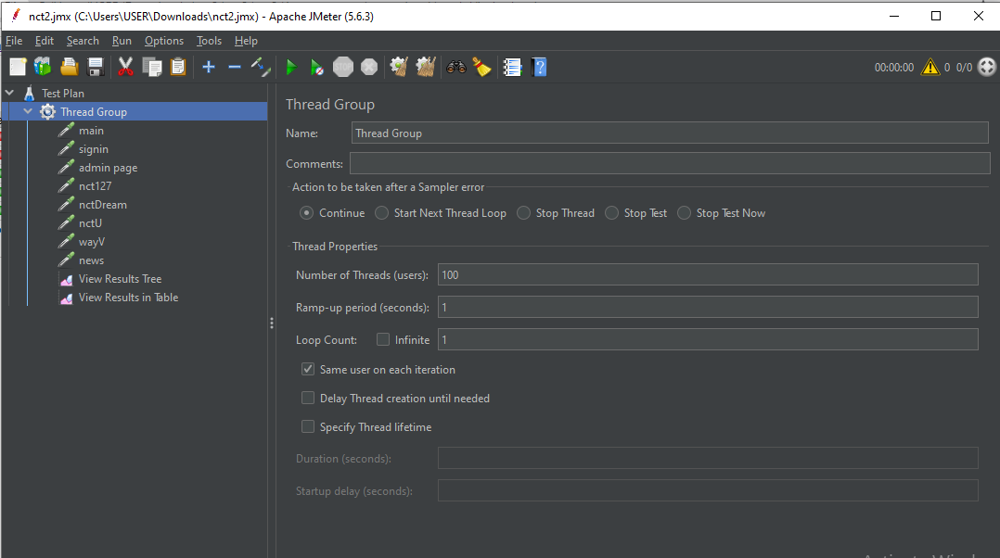 nct2.jmx (C:\Users\USER\Downloads\nct2.jmx) - Apache JMeter (5.6.3)
File Edit Search Run Options Tools Help
STOP 00:00:00 0 0/0
Test Plan
Thread Group
main
signin
admin page
nct127
nctDream
nctU
wayV
news
View Results Tree
View Results in Table
Thread Group
Name: Thread Group
Comments:
Action to be taken after a Sampler error
Continue Start Next Thread Loop Stop Thread Stop Test Stop Test Now
Thread Properties
Number of Threads (users): 100
Ramp-up period (seconds): 1
Loop Count: Infinite 1
Same user on each iteration
Delay Thread creation until needed
Specify Thread lifetime
Duration (seconds):
Startup delay (seconds):